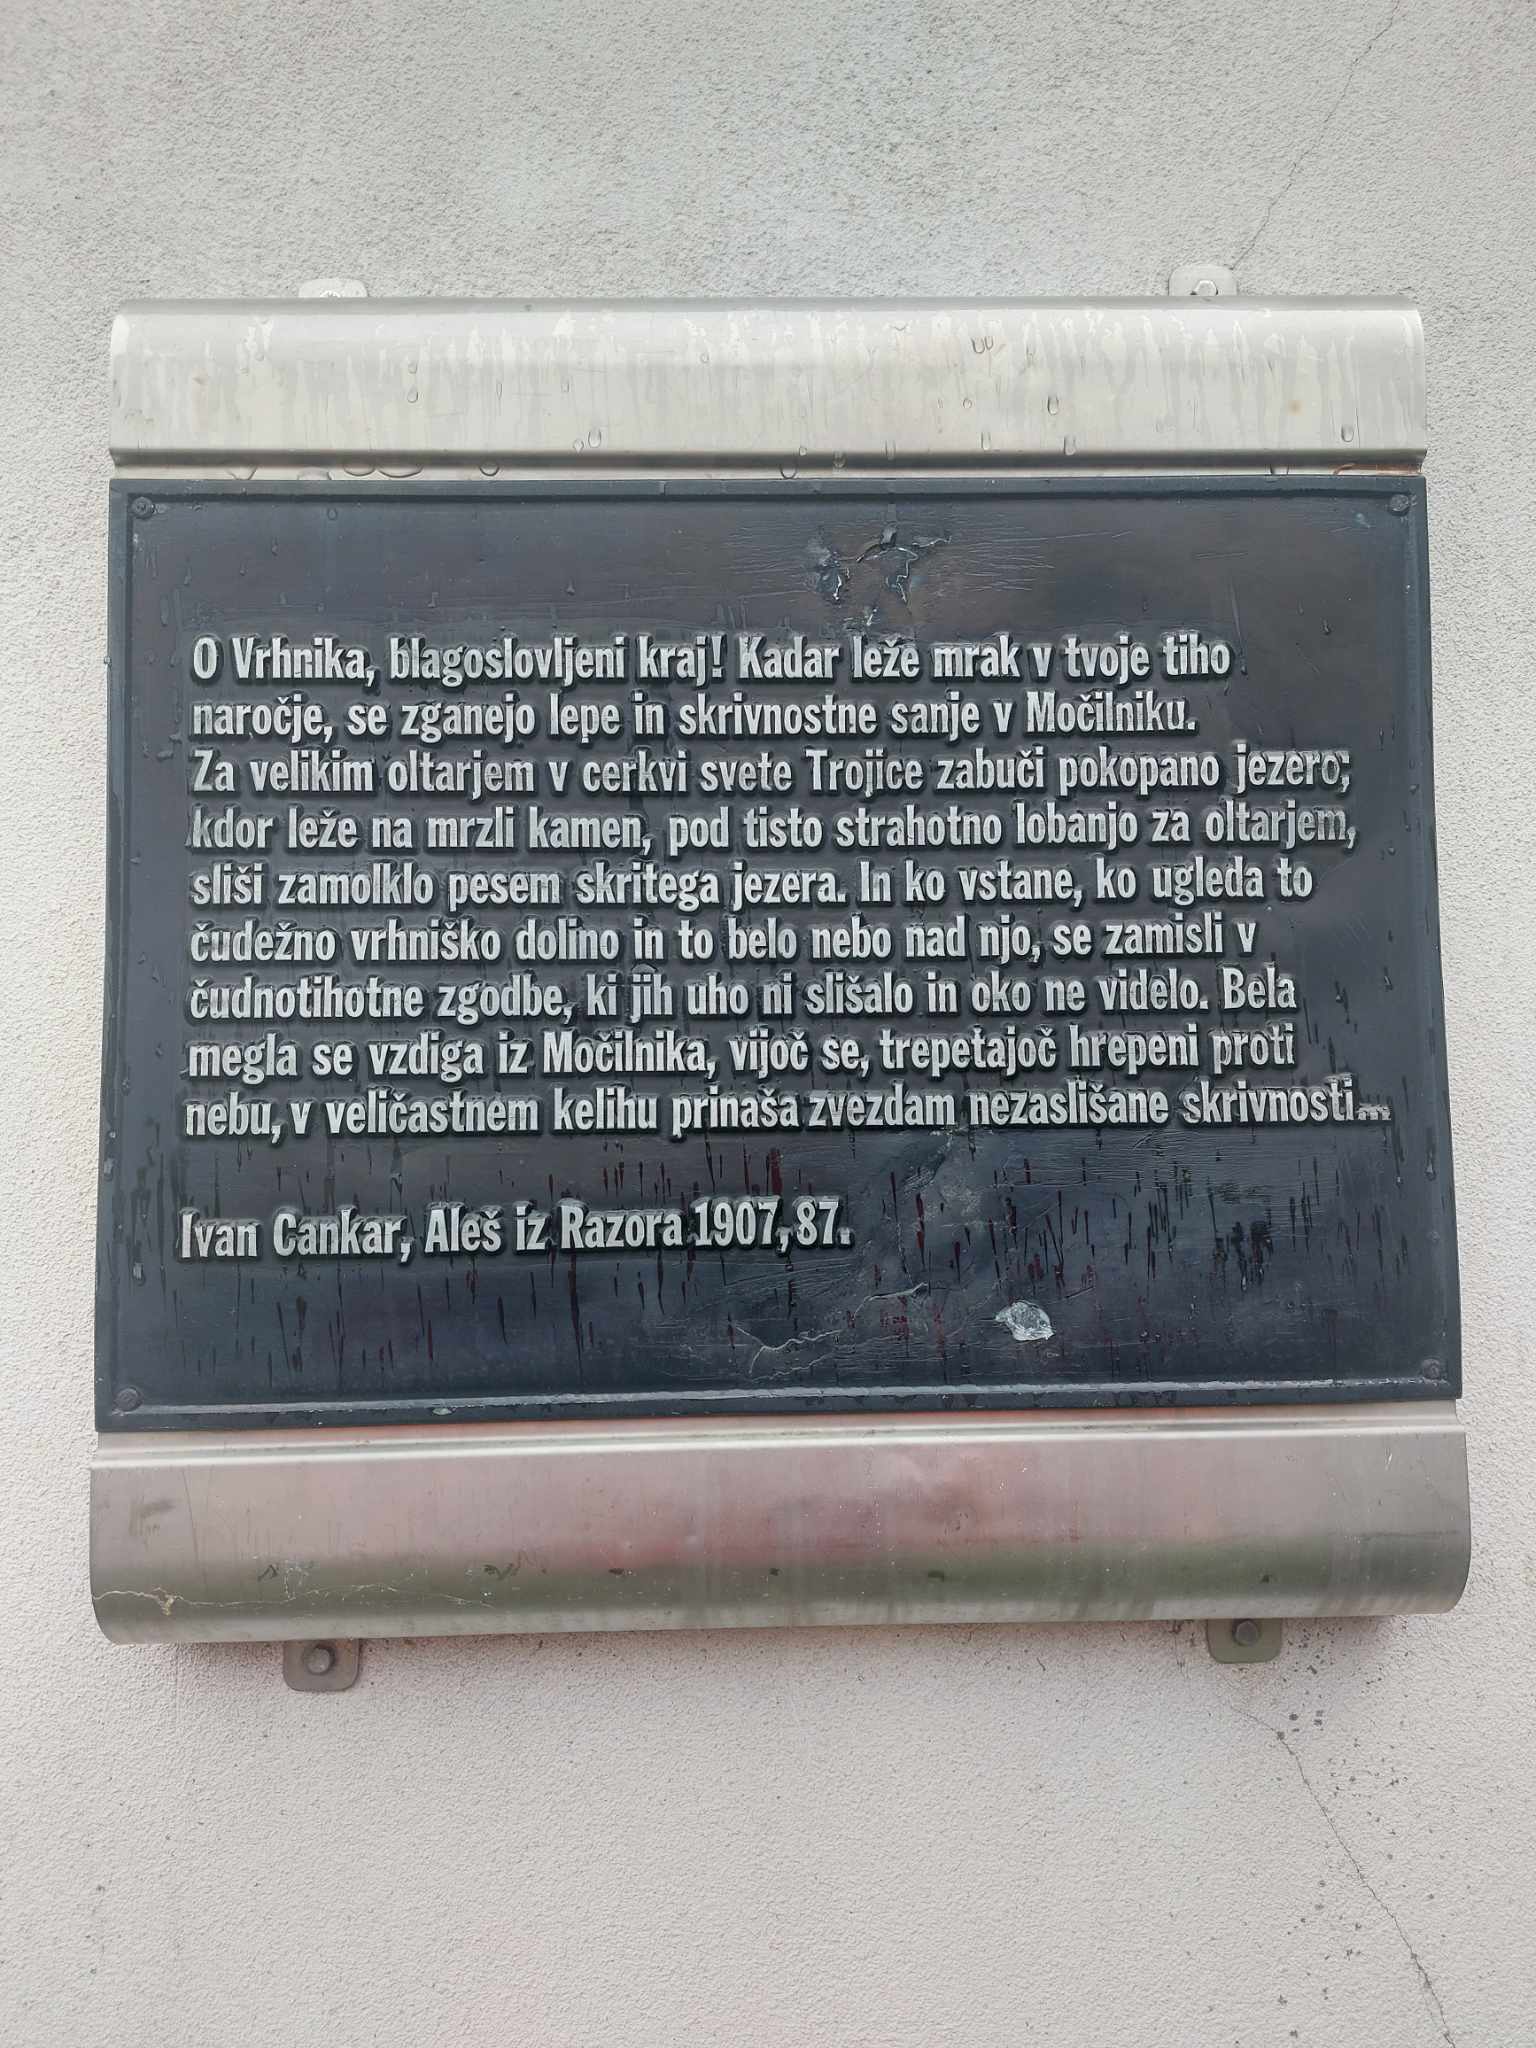 O Vrhnika, blagoslovljeni kraj! Kadar leže mrak v tvoje tiho
naročje, se zganejo lepe in skrivnostne sanje v Močilniku.
Za velikim oltarjem v cerkvi svete Trojice zabuči pokopano jezero;
kdor leže na mrzli kamen, pod tisto strahotno lobanjo za oltarjem,
sliši zamolklo pesem skritega jezera. In ko vstane, ko ugleda to
čudežno vrhniško dolino in to belo nebo nad njo, se zamisli v
čudnotihotne zgodbe, ki jih uho ni slišalo in oko ne videlo. Bela
megla se vzdiga iz Močilnika, vijoč se, trepetajoč hrepeni proti
nebu, v veličastnem kelihu prinaša zvezdam nezaslišane skrivnosti...
Ivan Cankar, Aleš iz Razora 1907, 87.